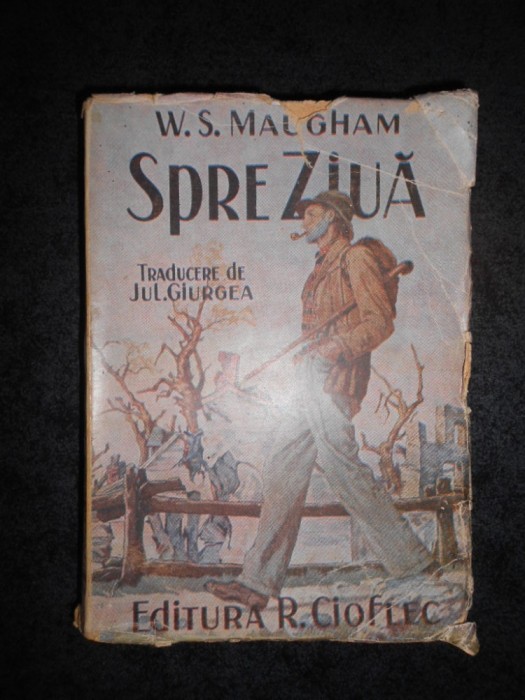 W. S. MAUGHAM
SPRE ZIUĂ
TRADUCERE DE
JUL. GIURGEA
EDITURA R. CIOFLEC